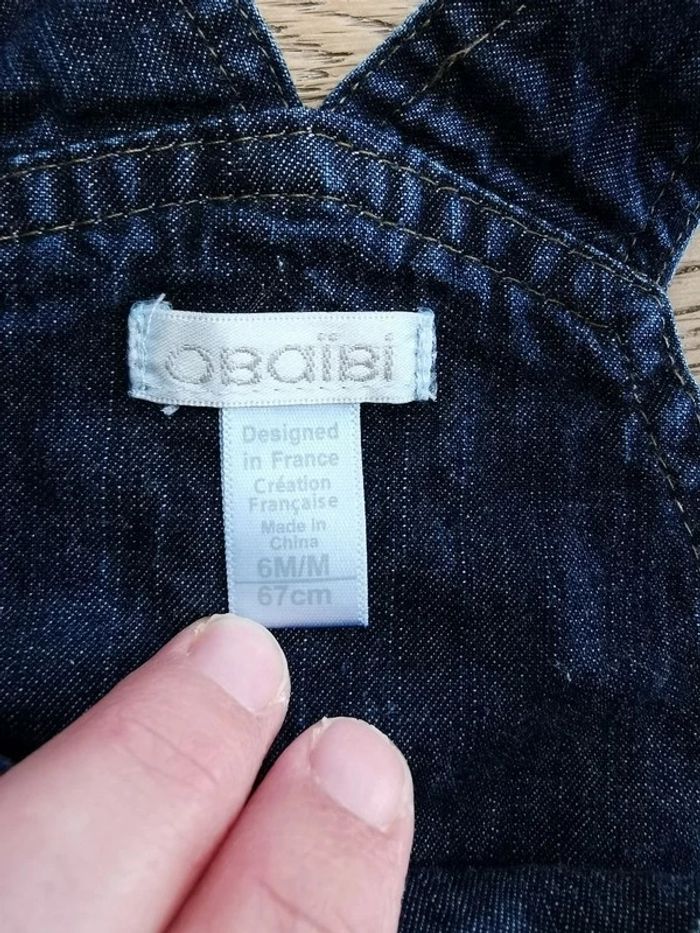 OBaïBi
Designed
in France
Création
Française
Made in
China
6M/M
67cm